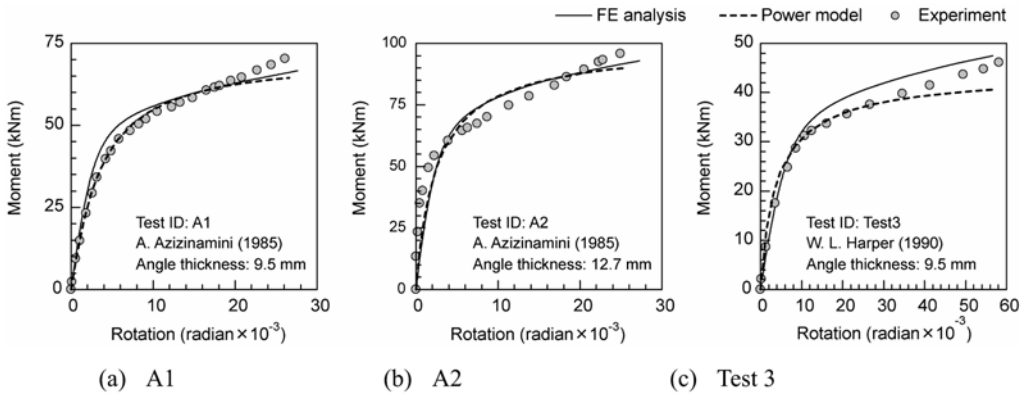 FE analysis Power model Experiment
Moment (kNm)
75
50
25
0
0 10 20 30
Test ID: A1
A. Azizinamini (1985)
Angle thickness: 9.5 mm
Rotation (radian×10⁻³)
(a) A1
Moment (kNm)
100
75
50
25
0
0 10 20 30
Test ID: A2
A. Azizinamini (1985)
Angle thickness: 12.7 mm
Rotation (radian×10⁻³)
(b) A2
Moment (kNm)
50
40
30
20
10
0
0 10 20 30 40 50 60
Test ID: Test3
W. L. Harper (1990)
Angle thickness: 9.5 mm
Rotation (radian×10⁻³)
(c) Test 3